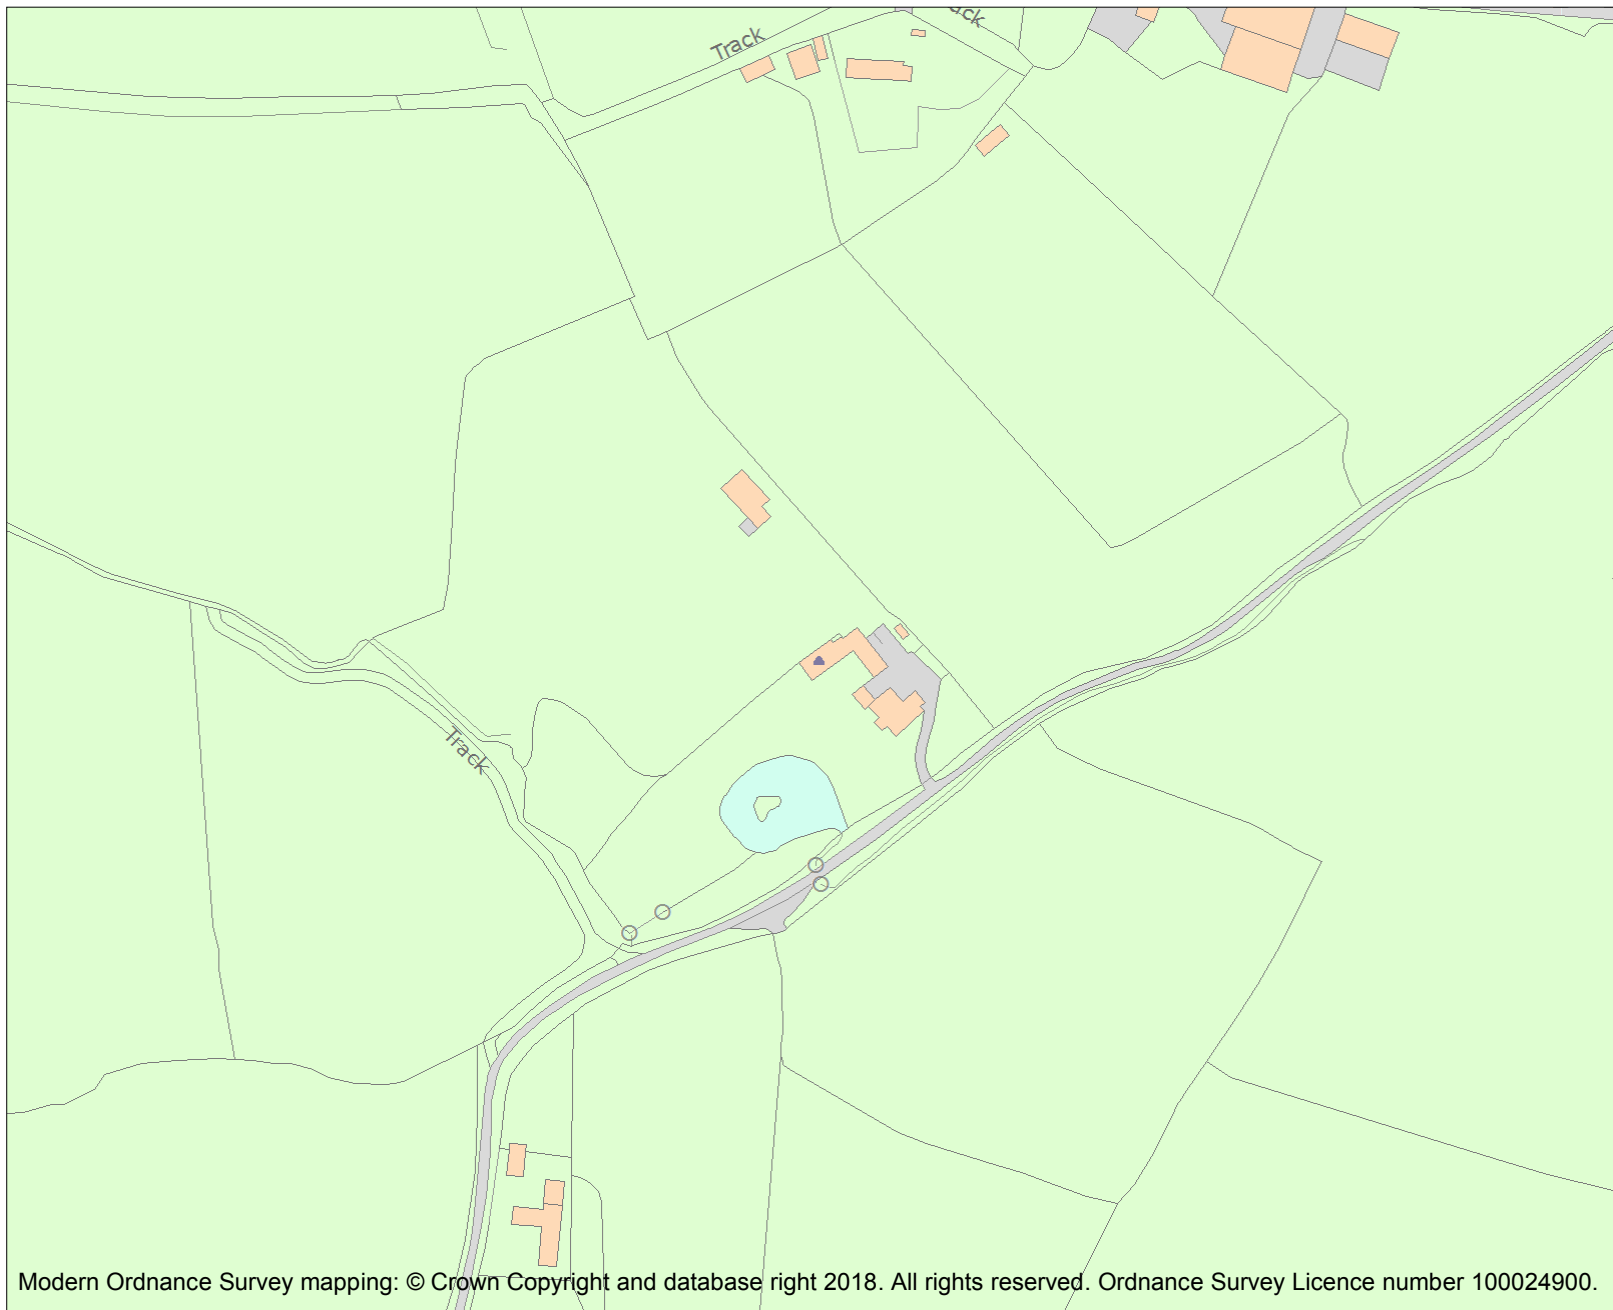 Track
Track
Modern Ordnance Survey mapping: © Crown Copyright and database right 2018. All rights reserved. Ordnance Survey Licence number 100024900.